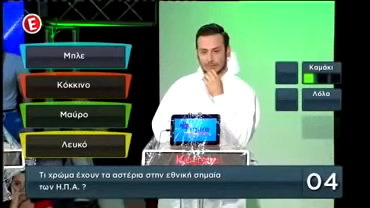 E
Μπλε
Κόκκινο
Μαύρο
Λευκό
Καμάκι
Λόλα
Τι χρώμα έχουν τα αστέρια στην εθνική σημαία
των Η.Π.Α. ?
04